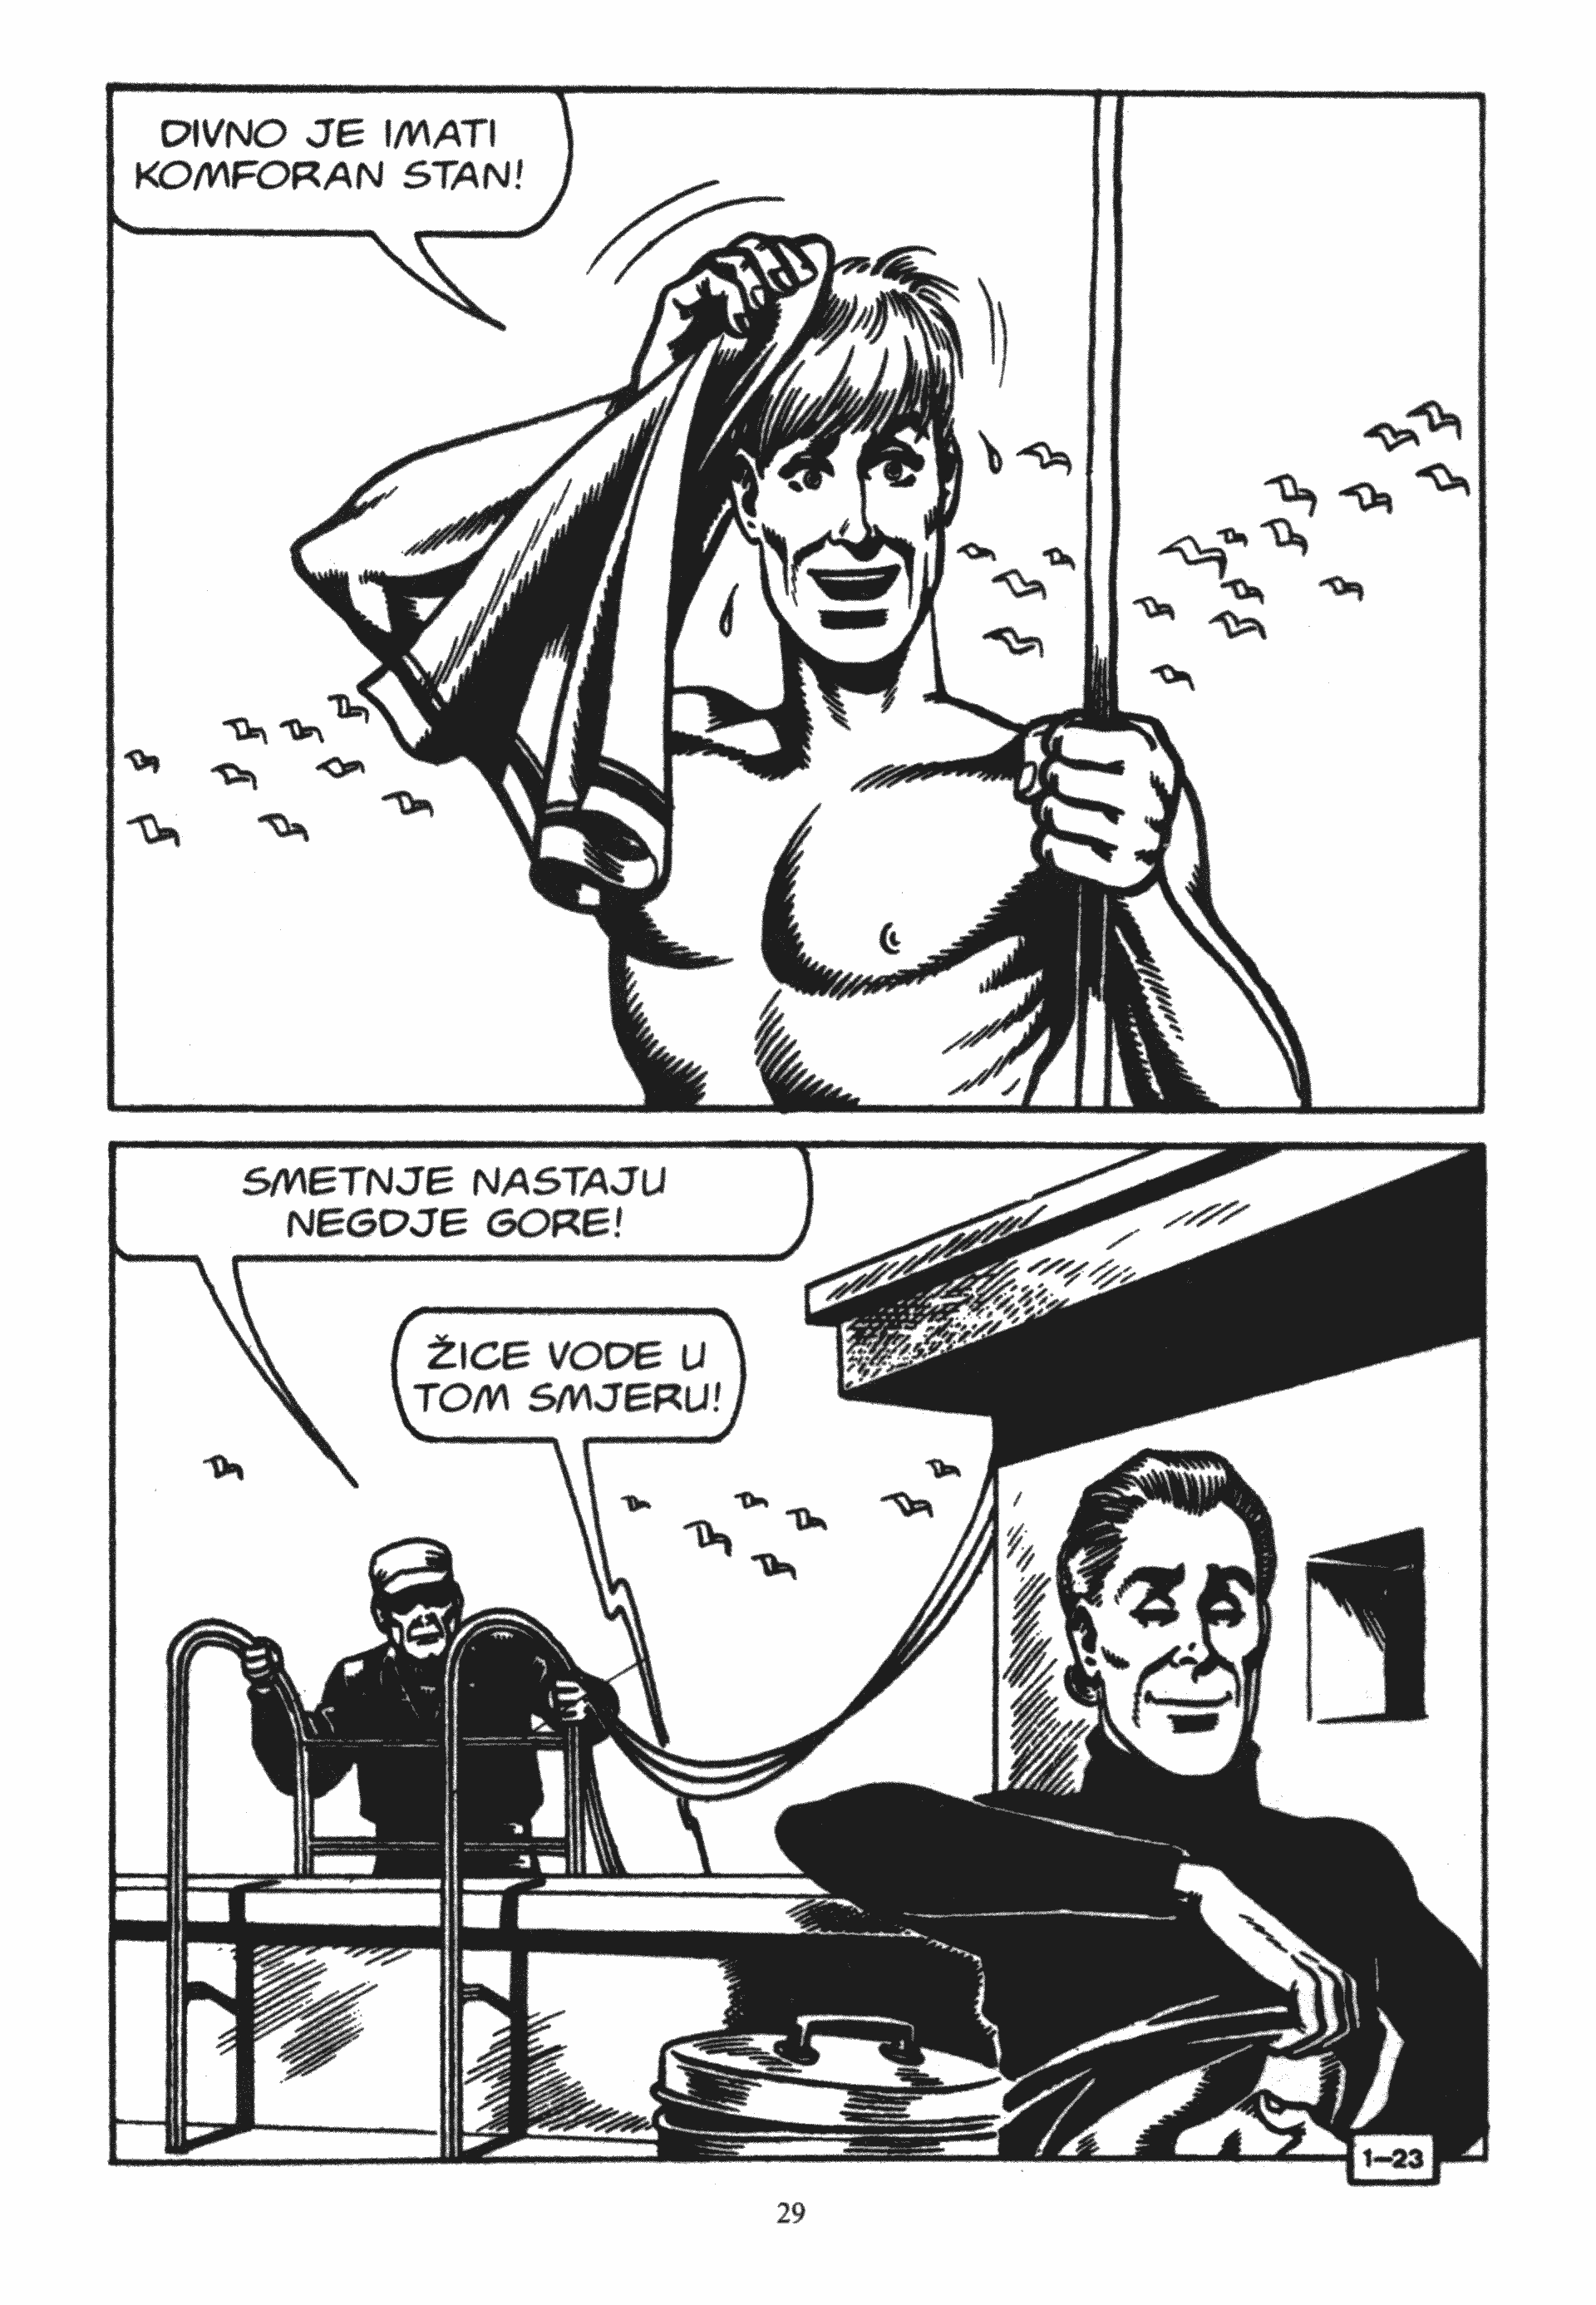 DIVNO JE IMATI
KOMFORAN STAN!
SMETNJE NASTAJU
NEGDJE GORE!
ŽICE VODE U
TOM SMJERU!
1-23
29